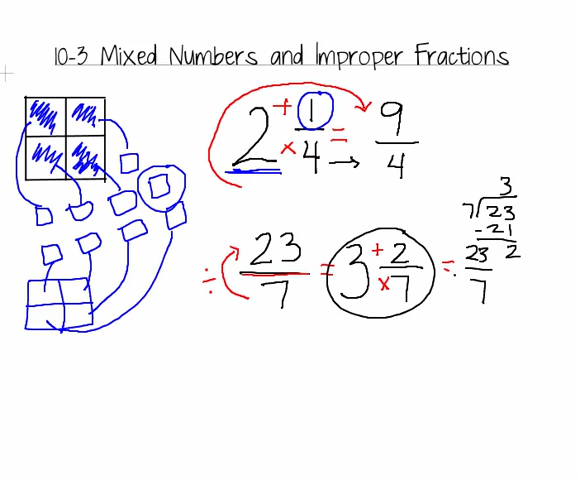 10-3 Mixed Numbers and Improper Fractions
2 + 1/4 = 9/4
×
→
÷ 23/7 = 3 + 2/7 = 23/7
×
3
7)23
-21
2